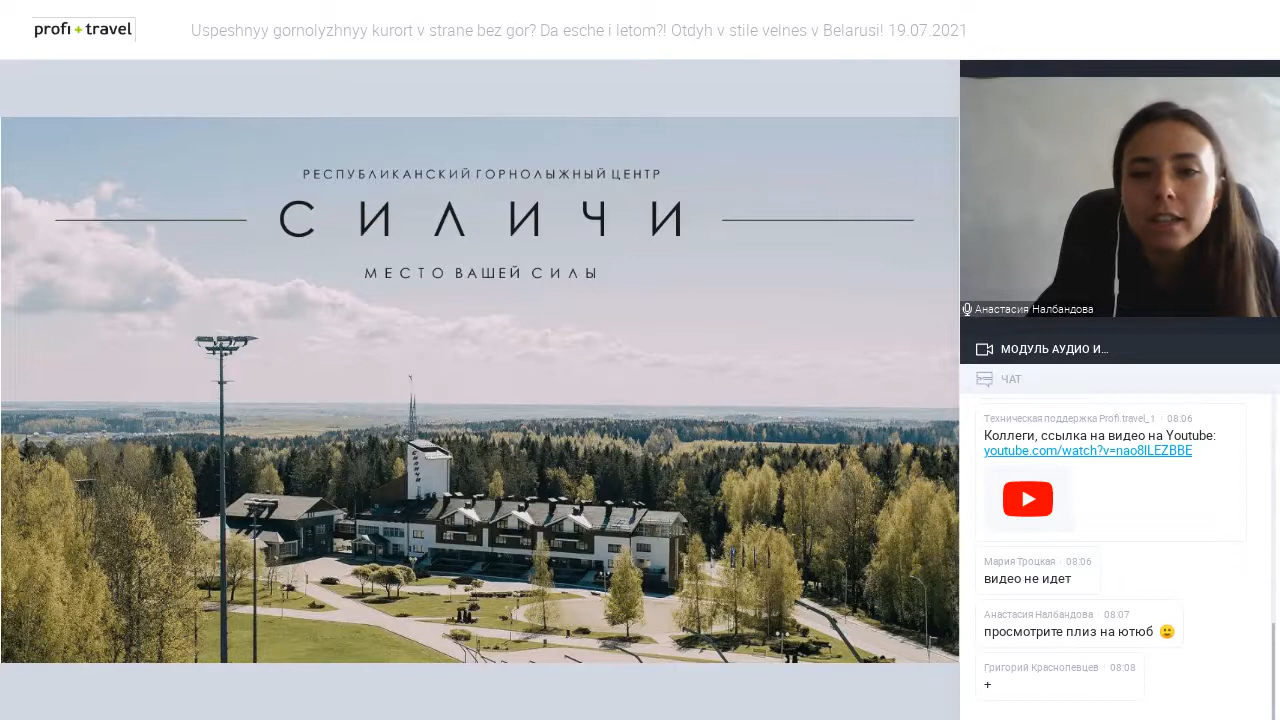 profi + travel
Uspeshnyy gornolyzhnyy kurort v strane bez gor? Da esche i letom?! Otdyh v stile velnes v Belarusi! 19.07.2021
РЕСПУБЛИКАНСКИЙ ГОРНОЛЫЖНЫЙ ЦЕНТР
СИЛИЧИ
МЕСТО ВАШЕЙ СИЛЫ
СИЛИЧИ
Анастасия Налбандова
МОДУЛЬ АУДИО И...
ЧАТ
Техническая поддержка Profi.travel_1 · 08:06
Коллеги, ссылка на видео на Youtube:
youtube.com/watch?v=nao8lLEZBBE
Мария Троцкая · 08:06
видео не идет
Анастасия Налбандова · 08:07
просмотрите плиз на ютюб 🙂
Григорий Краснопевцев · 08:08
+